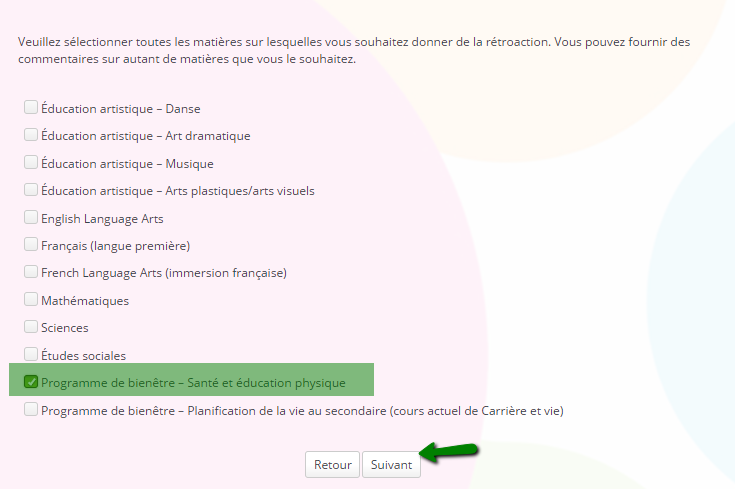 Veuillez sélectionner toutes les matières sur lesquelles vous souhaitez donner de la rétroaction. Vous pouvez fournir des
commentaires sur autant de matières que vous le souhaitez.
Éducation artistique – Danse
Éducation artistique – Art dramatique
Éducation artistique – Musique
Éducation artistique – Arts plastiques/arts visuels
English Language Arts
Français (langue première)
French Language Arts (immersion française)
Mathématiques
Sciences
Études sociales
Programme de bienêtre – Santé et éducation physique
Programme de bienêtre – Planification de la vie au secondaire (cours actuel de Carrière et vie)
Retour Suivant